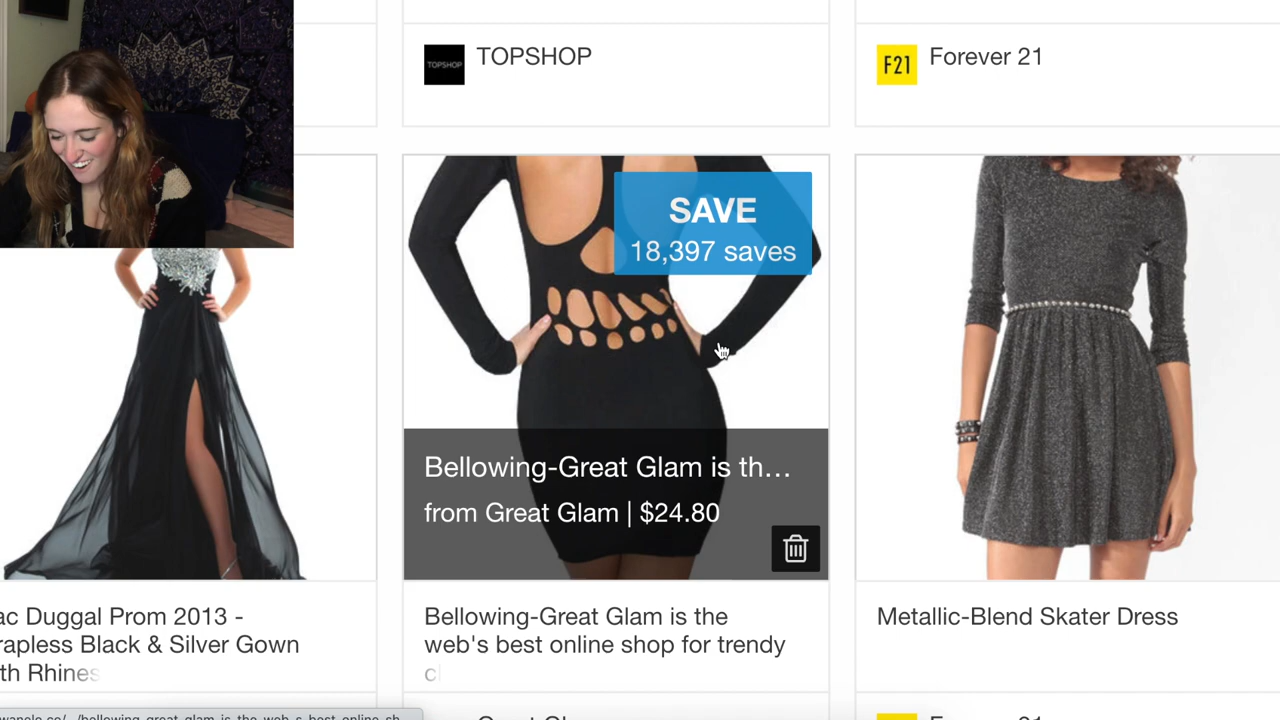 TOPSHOP
TOPSHOP
F21
Forever 21
SAVE
18,397 saves
Bellowing-Great Glam is th...
from Great Glam | $24.80
ac Duggal Prom 2013 -
rapless Black & Silver Gown
th Rhines
Bellowing-Great Glam is the
web's best online shop for trendy
cl
Metallic-Blend Skater Dress